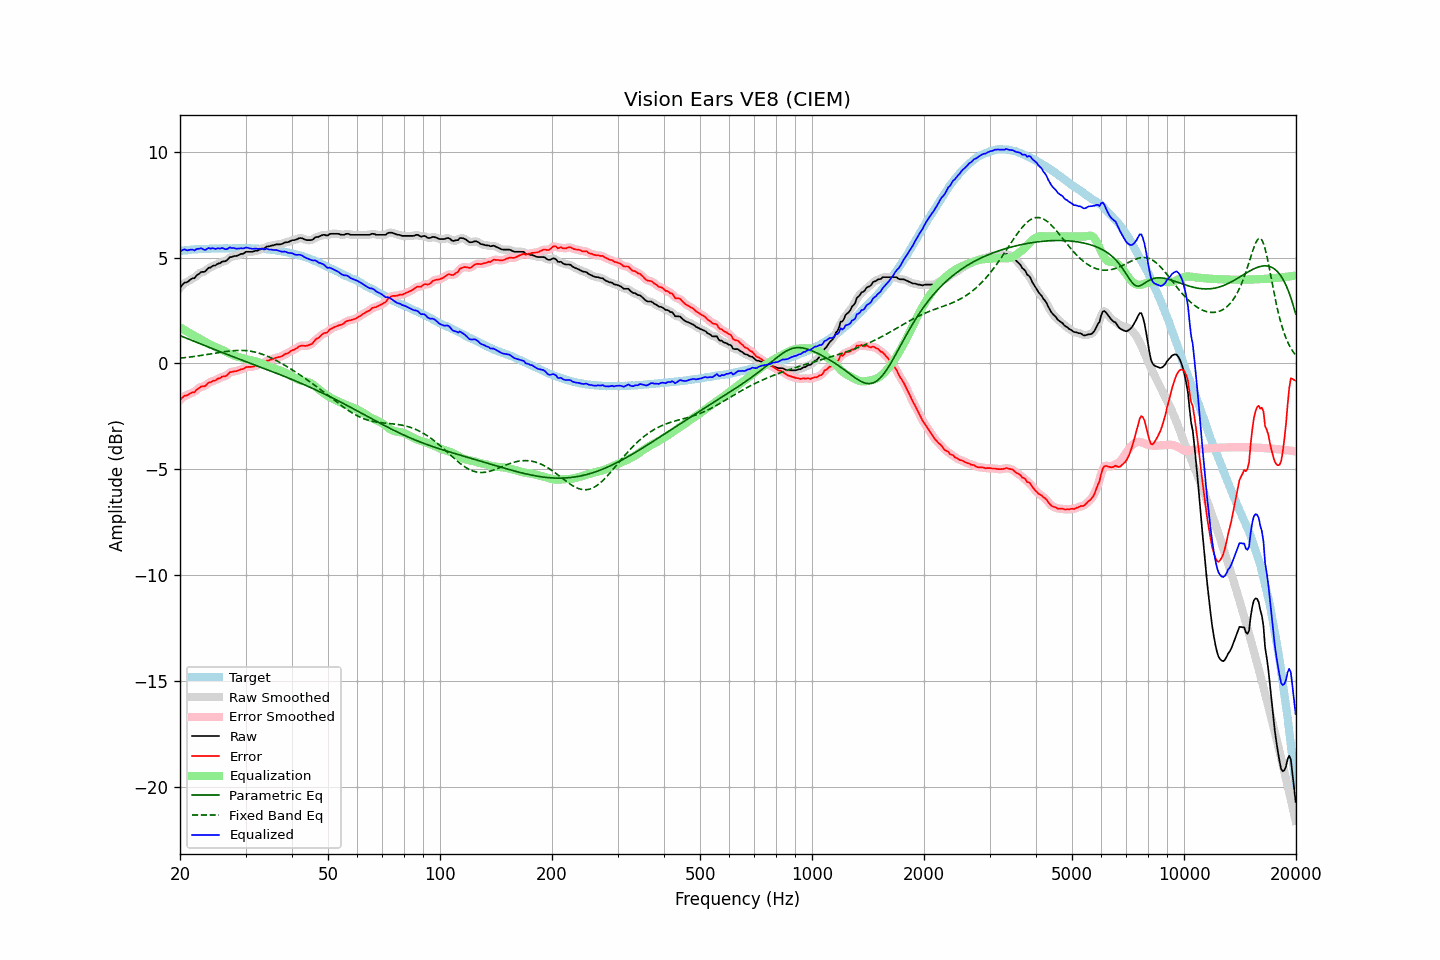 Vision Ears VE8 (CIEM)
Amplitude (dBr)
10
5
0
−5
−10
−15
−20
Target
Raw Smoothed
Error Smoothed
Raw
Error
Equalization
Parametric Eq
Fixed Band Eq
Equalized
20 50 100 200 500 1000 2000 5000 10000 20000
Frequency (Hz)